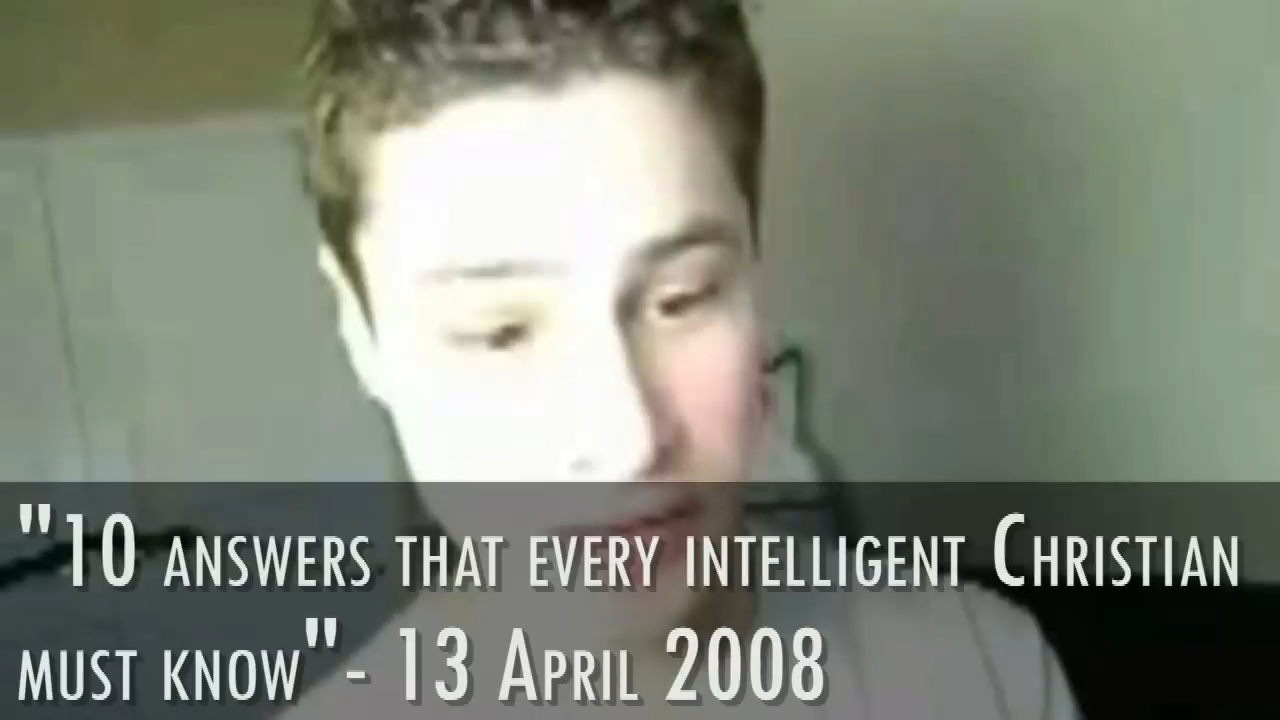 "10 answers that every intelligent Christian
must know"- 13 April 2008